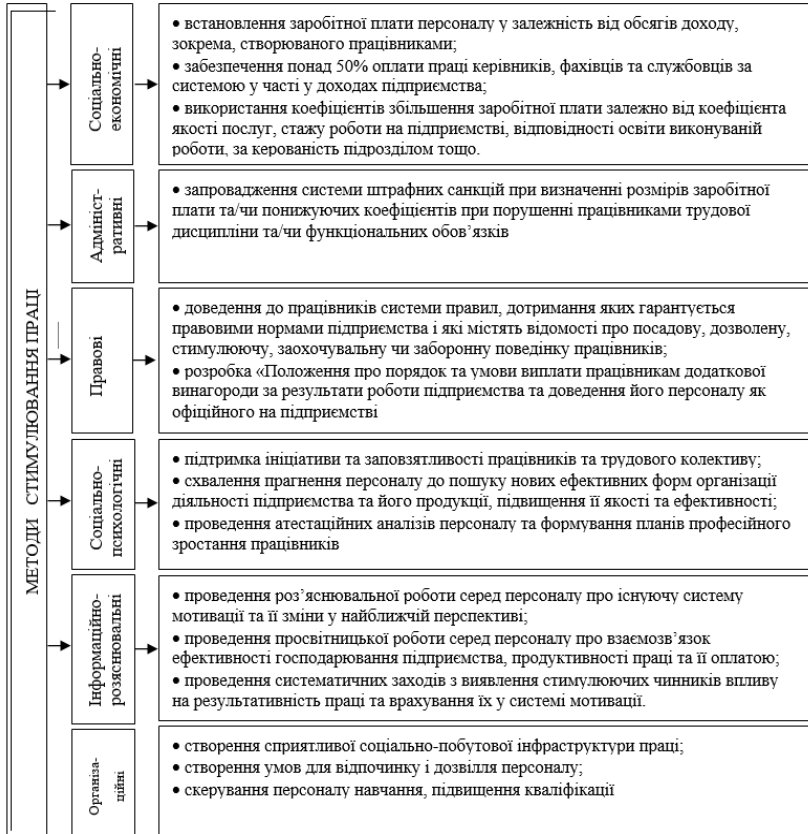 МЕТОДИ СТИМУЛЮВАННЯ ПРАЦІ
Соціально-
економічні
• встановлення заробітної плати персоналу у залежність від обсягів доходу,
зокрема, створюваного працівниками;
• забезпечення понад 50% оплати праці керівників, фахівців та службовців за
системою у части у доходах підприємства;
• використання коефіцієнтів збільшення заробітної плати залежно від коефіцієнта
якості послуг, стажу роботи на підприємстві, відповідності освіти виконуваній
роботи, за керованість підрозділом тощо.
Адмініст-
ративні
• запровадження системи штрафних санкцій при визначенні розмірів заробітної
плати та/чи понижуючих коефіцієнтів при порушенні працівниками трудової
дисципліни та/чи функціональних обов’язків
Правові
• доведення до працівників системи правил, дотримання яких гарантується
правовими нормами підприємства і які містять відомості про посадову, дозволену,
стимулюючу, заохочувальну чи заборонну поведінку працівників;
• розробка «Положення про порядок та умови виплати працівникам додаткової
винагороди за результати роботи підприємства та доведення його персоналу як
офіційного на підприємстві
Соціально-
психологічні
• підтримка ініціативи та заповзятливості працівників та трудового колективу;
• схвалення прагнення персоналу до пошуку нових ефективних форм організації
діяльності підприємства та його продукції, підвищення її якості та ефективності;
• проведення атестаційних аналізів персоналу та формування планів професійного
зростання працівників
Інформаційно-
розяснювальні
• проведення роз’яснювальної роботи серед персоналу про існуючу систему
мотивації та її зміни у найближчій перспективі;
• проведення просвітницької роботи серед персоналу про взаємозв’язок
ефективності господарювання підприємства, продуктивності праці та її оплатою;
• проведення систематичних заходів з виявлення стимулюючих чинників впливу
на результативність праці та врахування їх у системі мотивації.
Організа-
ційні
• створення сприятливої соціально-побутової інфраструктури праці;
• створення умов для відпочинку і дозвілля персоналу;
• скерування персоналу навчання, підвищення кваліфікації